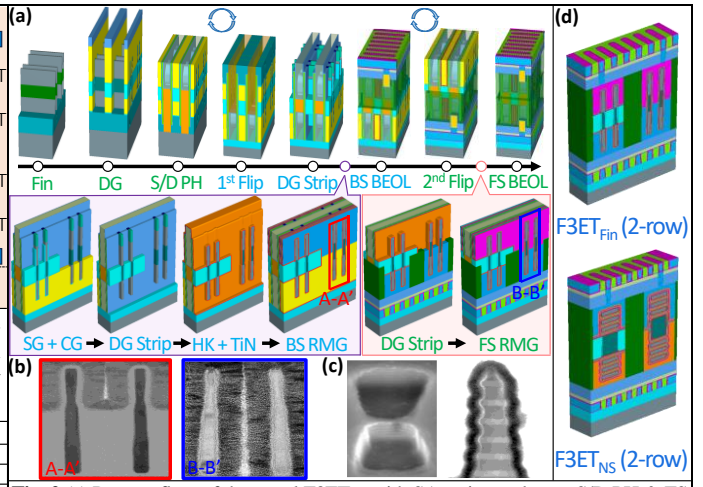 (a)
(d)
Fin
DG
S/D PH
1st Flip
DG Strip
BS BEOL
2nd Flip
FS BEOL
A-A'
B-B'
SG + CG
DG Strip
HK + TiN
BS RMG
DG Strip
FS RMG
F3ETFin (2-row)
(b)
A-A'
B-B'
(c)
F3ETNS (2-row)